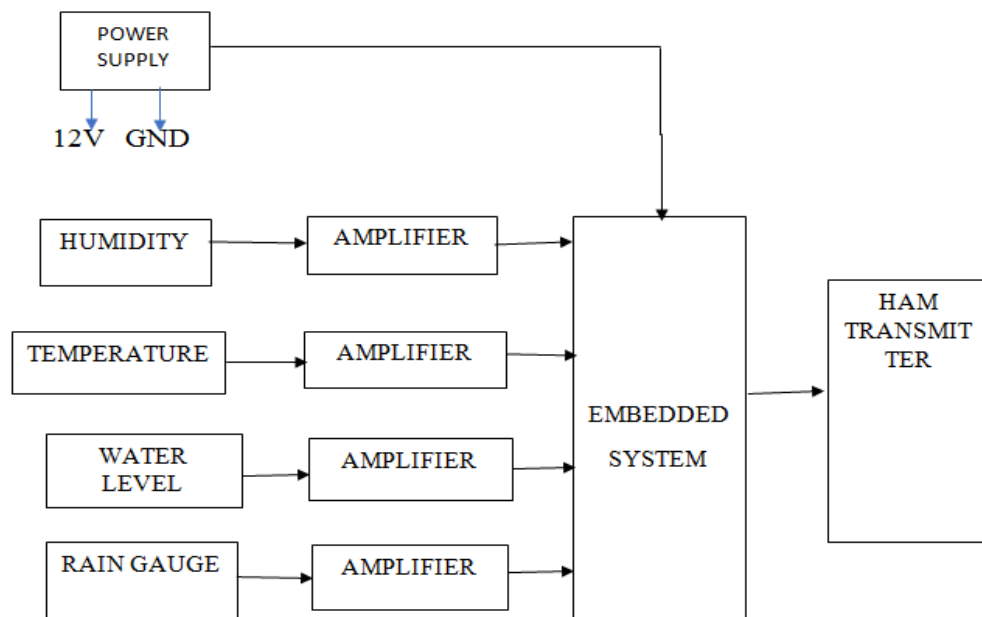 POWER
SUPPLY
12V GND
HUMIDITY
AMPLIFIER
TEMPERATURE
AMPLIFIER
WATER
LEVEL
AMPLIFIER
RAIN GAUGE
AMPLIFIER
EMBEDDED
SYSTEM
HAM
TRANSMIT
TER